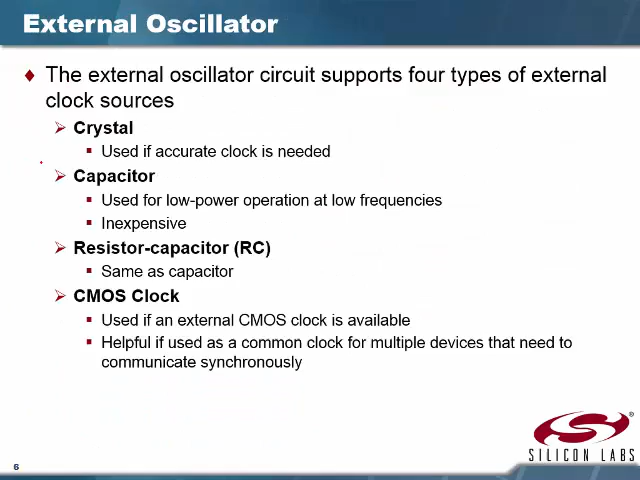 External Oscillator
The external oscillator circuit supports four types of external
clock sources
Crystal
Used if accurate clock is needed
Capacitor
Used for low-power operation at low frequencies
Inexpensive
Resistor-capacitor (RC)
Same as capacitor
CMOS Clock
Used if an external CMOS clock is available
Helpful if used as a common clock for multiple devices that need to
communicate synchronously
®
SILICON LABS
6